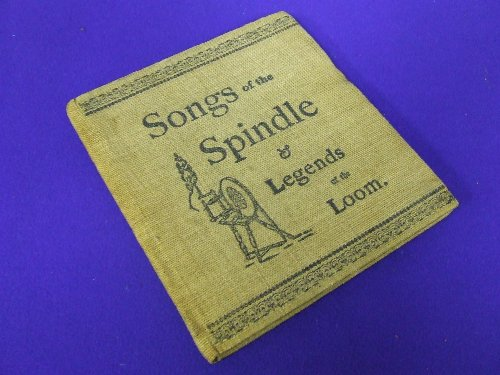 Songs of the
Spindle
&
Legends
of the
Loom.